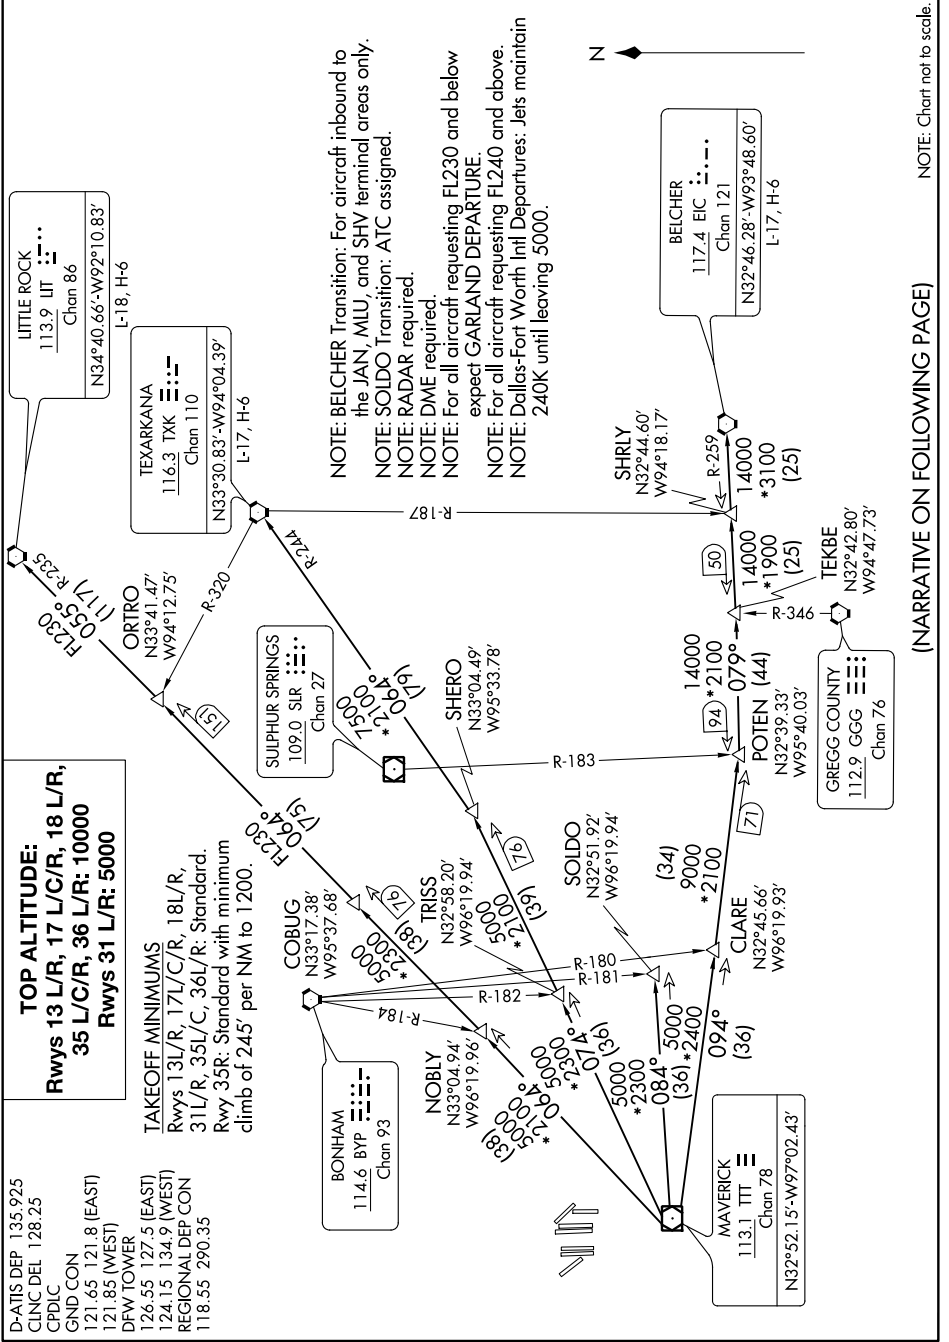 D-ATIS DEP 135.925
CLNC DEL 128.25
CPDLC
GND CON
121.65 121.8 (EAST)
121.85 (WEST)
DFW TOWER
126.55 127.5 (EAST)
124.15 134.9 (WEST)
REGIONAL DEP CON
118.55 290.35
TOP ALTITUDE:
Rwys 13 L/R, 17 L/C/R, 18 L/R,
35 L/C/R, 36 L/R: 10000
Rwys 31 L/R: 5000
TAKEOFF MINIMUMS
Rwys 13L/R, 17L/C/R, 18L/R,
31L/R, 35L/C, 36L/R: Standard.
Rwy 35R: Standard with minimum
climb of 245' per NM to 1200.
LITTLE ROCK
113.9 LIT
Chan 86
N34°40.66'-W92°10.83'
L-18, H-6
TEXARKANA
116.3 TXK
Chan 110
N33°30.83'-W94°04.39'
L-17, H-6
NOTE: BELCHER Transition: For aircraft inbound to
the JAN, MLU, and SHV terminal areas only.
NOTE: SOLDO Transition: ATC assigned.
NOTE: RADAR required.
NOTE: DME required.
NOTE: For all aircraft requesting FL230 and below
expect GARLAND DEPARTURE.
NOTE: For all aircraft requesting FL240 and above.
NOTE: Dallas-Fort Worth Intl Departures: Jets maintain
240K until leaving 5000.
N
R-235
FL230
055°
(117)
ORTRO
N33°41.47'
W94°12.75'
R-320
151
FL230
064°
(75)
COBUG
N33°17.38'
W95°37.68'
76
5000
*2300
(38)
BONHAM
114.6 BYP
Chan 93
R-184
R-182
R-181
R-180
NOBLY
N33°04.94'
W96°19.96'
(38)
5000
*2100
064°
SULPHUR SPRINGS
109.0 SLR
Chan 27
R-183
R-244
7500
*2100
064°
(79)
SHERO
N33°04.49'
W95°33.78'
76
5000
*2100
(39)
TRISS
N32°58.20'
W96°19.94'
5000
*2300
074°
(36)
SOLDO
N32°51.92'
W96°19.94'
5000
*2300
084°
(36)
5000
*2400
094°
(36)
CLARE
N32°45.66'
W96°19.93'
(34)
9000
*2100
71
POTEN
N32°39.33'
W95°40.03'
94
14000
*2100
079°
(44)
TEKBE
N32°42.80'
W94°47.73'
R-346
GREGG COUNTY
112.9 GGG
Chan 76
50
14000
*1900
(25)
SHRLY
N32°44.60'
W94°18.17'
R-187
R-259
14000
*3100
(25)
BELCHER
117.4 EIC
Chan 121
N32°46.28'-W93°48.60'
L-17, H-6
MAVERICK
113.1 TTT
Chan 78
N32°52.15'-W97°02.43'
(NARRATIVE ON FOLLOWING PAGE)
NOTE: Chart not to scale.